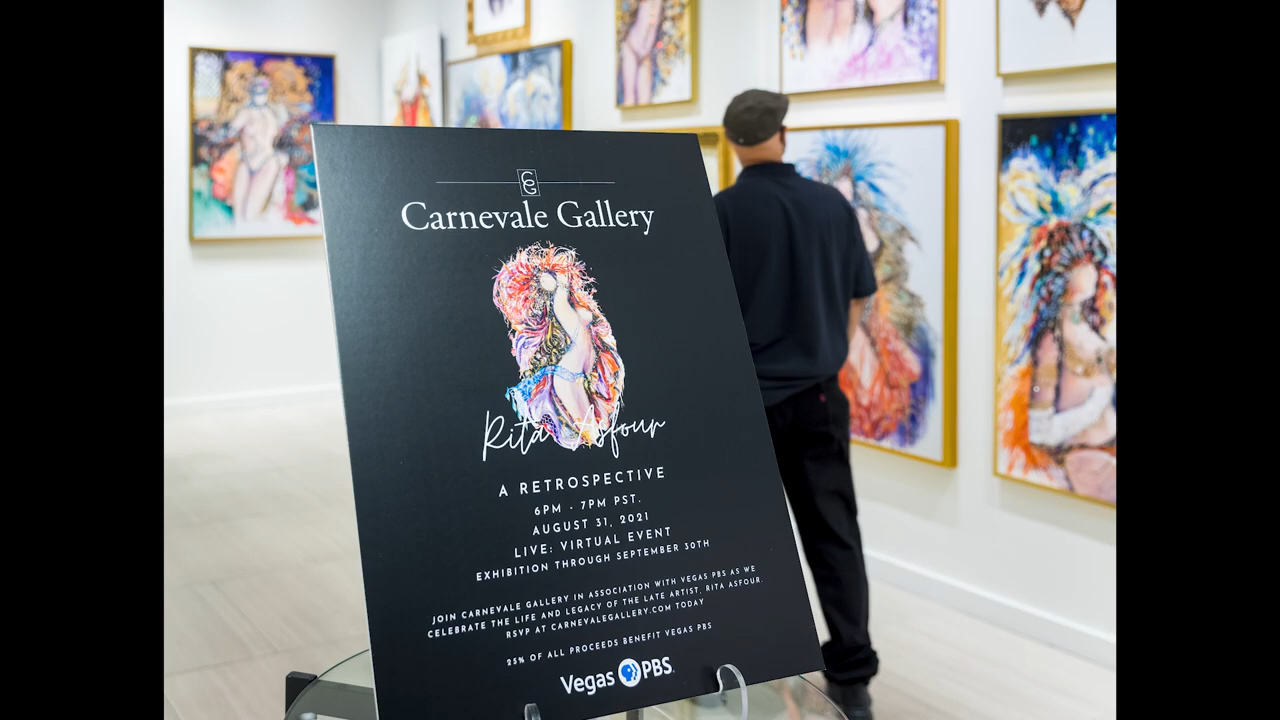 CG
Carnevale Gallery
Rita Asfour
A RETROSPECTIVE
6PM - 7PM PST.
AUGUST 31, 2021
LIVE: VIRTUAL EVENT
EXHIBITION THROUGH SEPTEMBER 30TH
JOIN CARNEVALE GALLERY IN ASSOCIATION WITH VEGAS PBS AS WE
CELEBRATE THE LIFE AND LEGACY OF THE LATE ARTIST, RITA ASFOUR.
RSVP AT CARNEVALEGALLERY.COM TODAY
25% OF ALL PROCEEDS BENEFIT VEGAS PBS
Vegas PBS